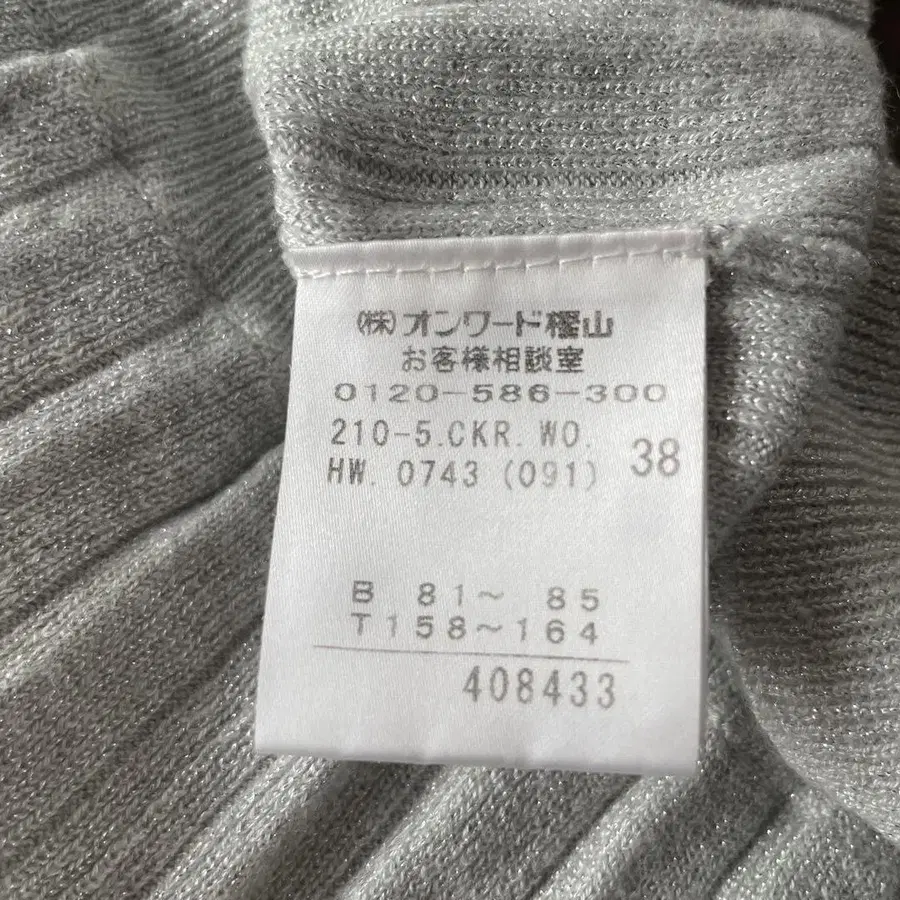 (株)オンワード樫山
お客様相談室
0120-586-300
210-5.CKR.WO.
HW. 0743 (091)
38
B 81~ 85
T158~164
408433